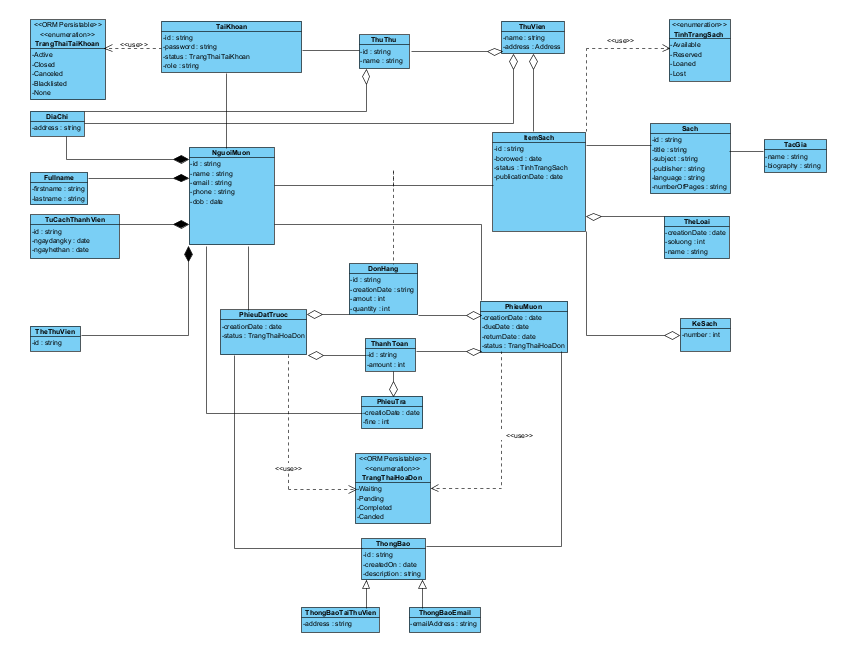 <<ORM Persistable>>
<<enumeration>>
TrangThaiTaiKhoan
-Active
-Closed
-Canceled
-Blacklisted
-None
<<use>>
TaiKhoan
-id : string
-password : string
-status : TrangThaiTaiKhoan
-role : string
ThuThu
-id : string
-name : string
ThuVien
-name : string
-address : Address
<<use>>
<<enumeration>>
TinhTrangSach
-Available
-Reserved
-Loaned
-Lost
DiaChi
-address : string
Fullname
-firstname : string
-lastname : string
TuCachThanhVien
-id : string
-ngaydangky : date
-ngayhethan : date
TheThuVien
-id : string
NguoiMuon
-id : string
-name : string
-email : string
-phone : string
-dob : date
ItemSach
-id : string
-borowed : date
-status : TinhTrangSach
-publicationDate : date
Sach
-id : string
-title : string
-subject : string
-publisher : string
-language : string
-numberOfPages : string
TacGia
-name : string
-biography : string
TheLoai
-creationDate : date
-soluong : int
-name : string
KeSach
-number : int
DonHang
-id : string
-creationDate : string
-amout : int
-quantity : int
PhieuDatTruoc
-creationDate : date
-status : TrangThaiHoaDon
PhieuMuon
-creationDate : date
-dueDate : date
-returnDate : date
-status : TrangThaiHoaDon
ThanhToan
-id : string
-amount : int
PhieuTra
-creatioDate : date
-fine : int
<<use>>
<<use>>
<<ORM Persistable>>
<<enumeration>>
TrangThaiHoaDon
-Waiting
-Pending
-Completed
-Canded
ThongBao
-id : string
-createdOn : date
-description : string
ThongBaoTaiThuVien
-address : string
ThongBaoEmail
-emailAddress : string